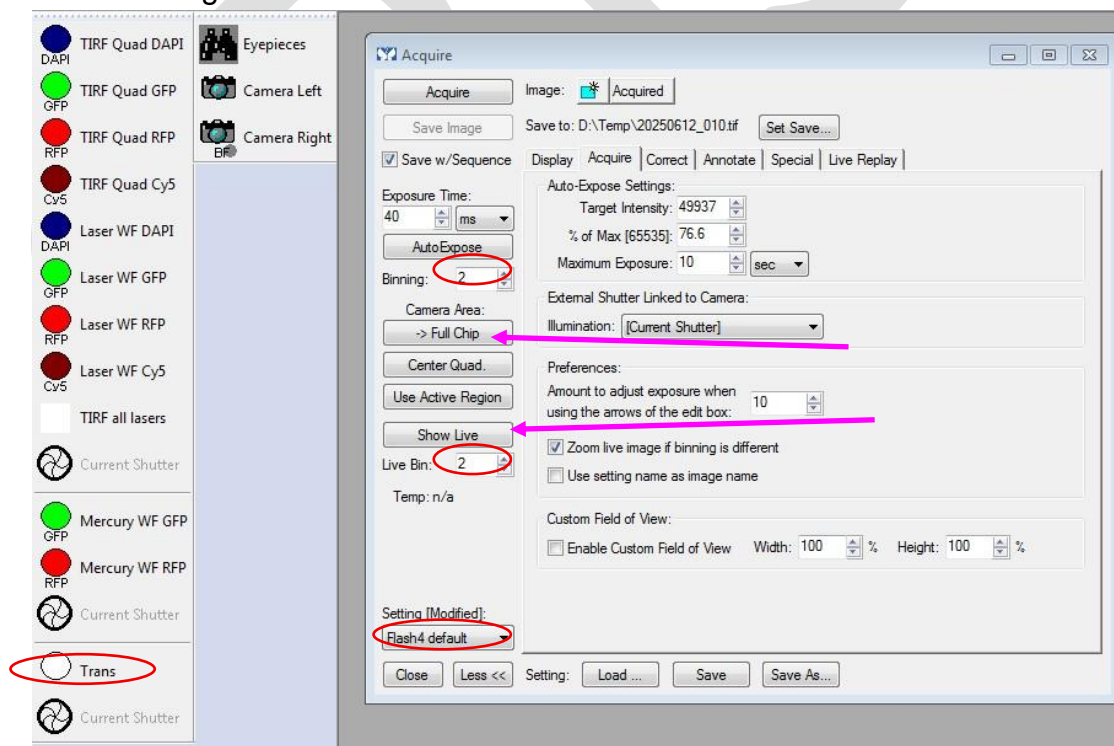 TIRF Quad DAPI
DAPI
TIRF Quad GFP
GFP
TIRF Quad RFP
RFP
TIRF Quad Cy5
Cy5
Laser WF DAPI
DAPI
Laser WF GFP
GFP
Laser WF RFP
RFP
Laser WF Cy5
Cy5
TIRF all lasers
Current Shutter
Mercury WF GFP
GFP
Mercury WF RFP
RFP
Current Shutter
Trans
Current Shutter
Eyepieces
Camera Left
Camera Right
BF
Acquire
Acquire
Image: Acquired
Save Image
Save to: D:\Temp\20250612_010.tif Set Save...
Save w/Sequence
Display Acquire Correct Annotate Special Live Replay
Exposure Time:
40 ms
AutoExpose
Binning: 2
Camera Area:
-> Full Chip
Center Quad.
Use Active Region
Show Live
Live Bin: 2
Temp: n/a
Setting [Modified]:
Flash4 default
Auto-Expose Settings:
Target Intensity: 49937
% of Max [65535]: 76.6
Maximum Exposure: 10 sec
External Shutter Linked to Camera:
Illumination: [Current Shutter]
Preferences:
Amount to adjust exposure when
using the arrows of the edit box: 10
Zoom live image if binning is different
Use setting name as image name
Custom Field of View:
Enable Custom Field of View Width: 100 % Height: 100 %
Close Less << Setting: Load ... Save Save As...